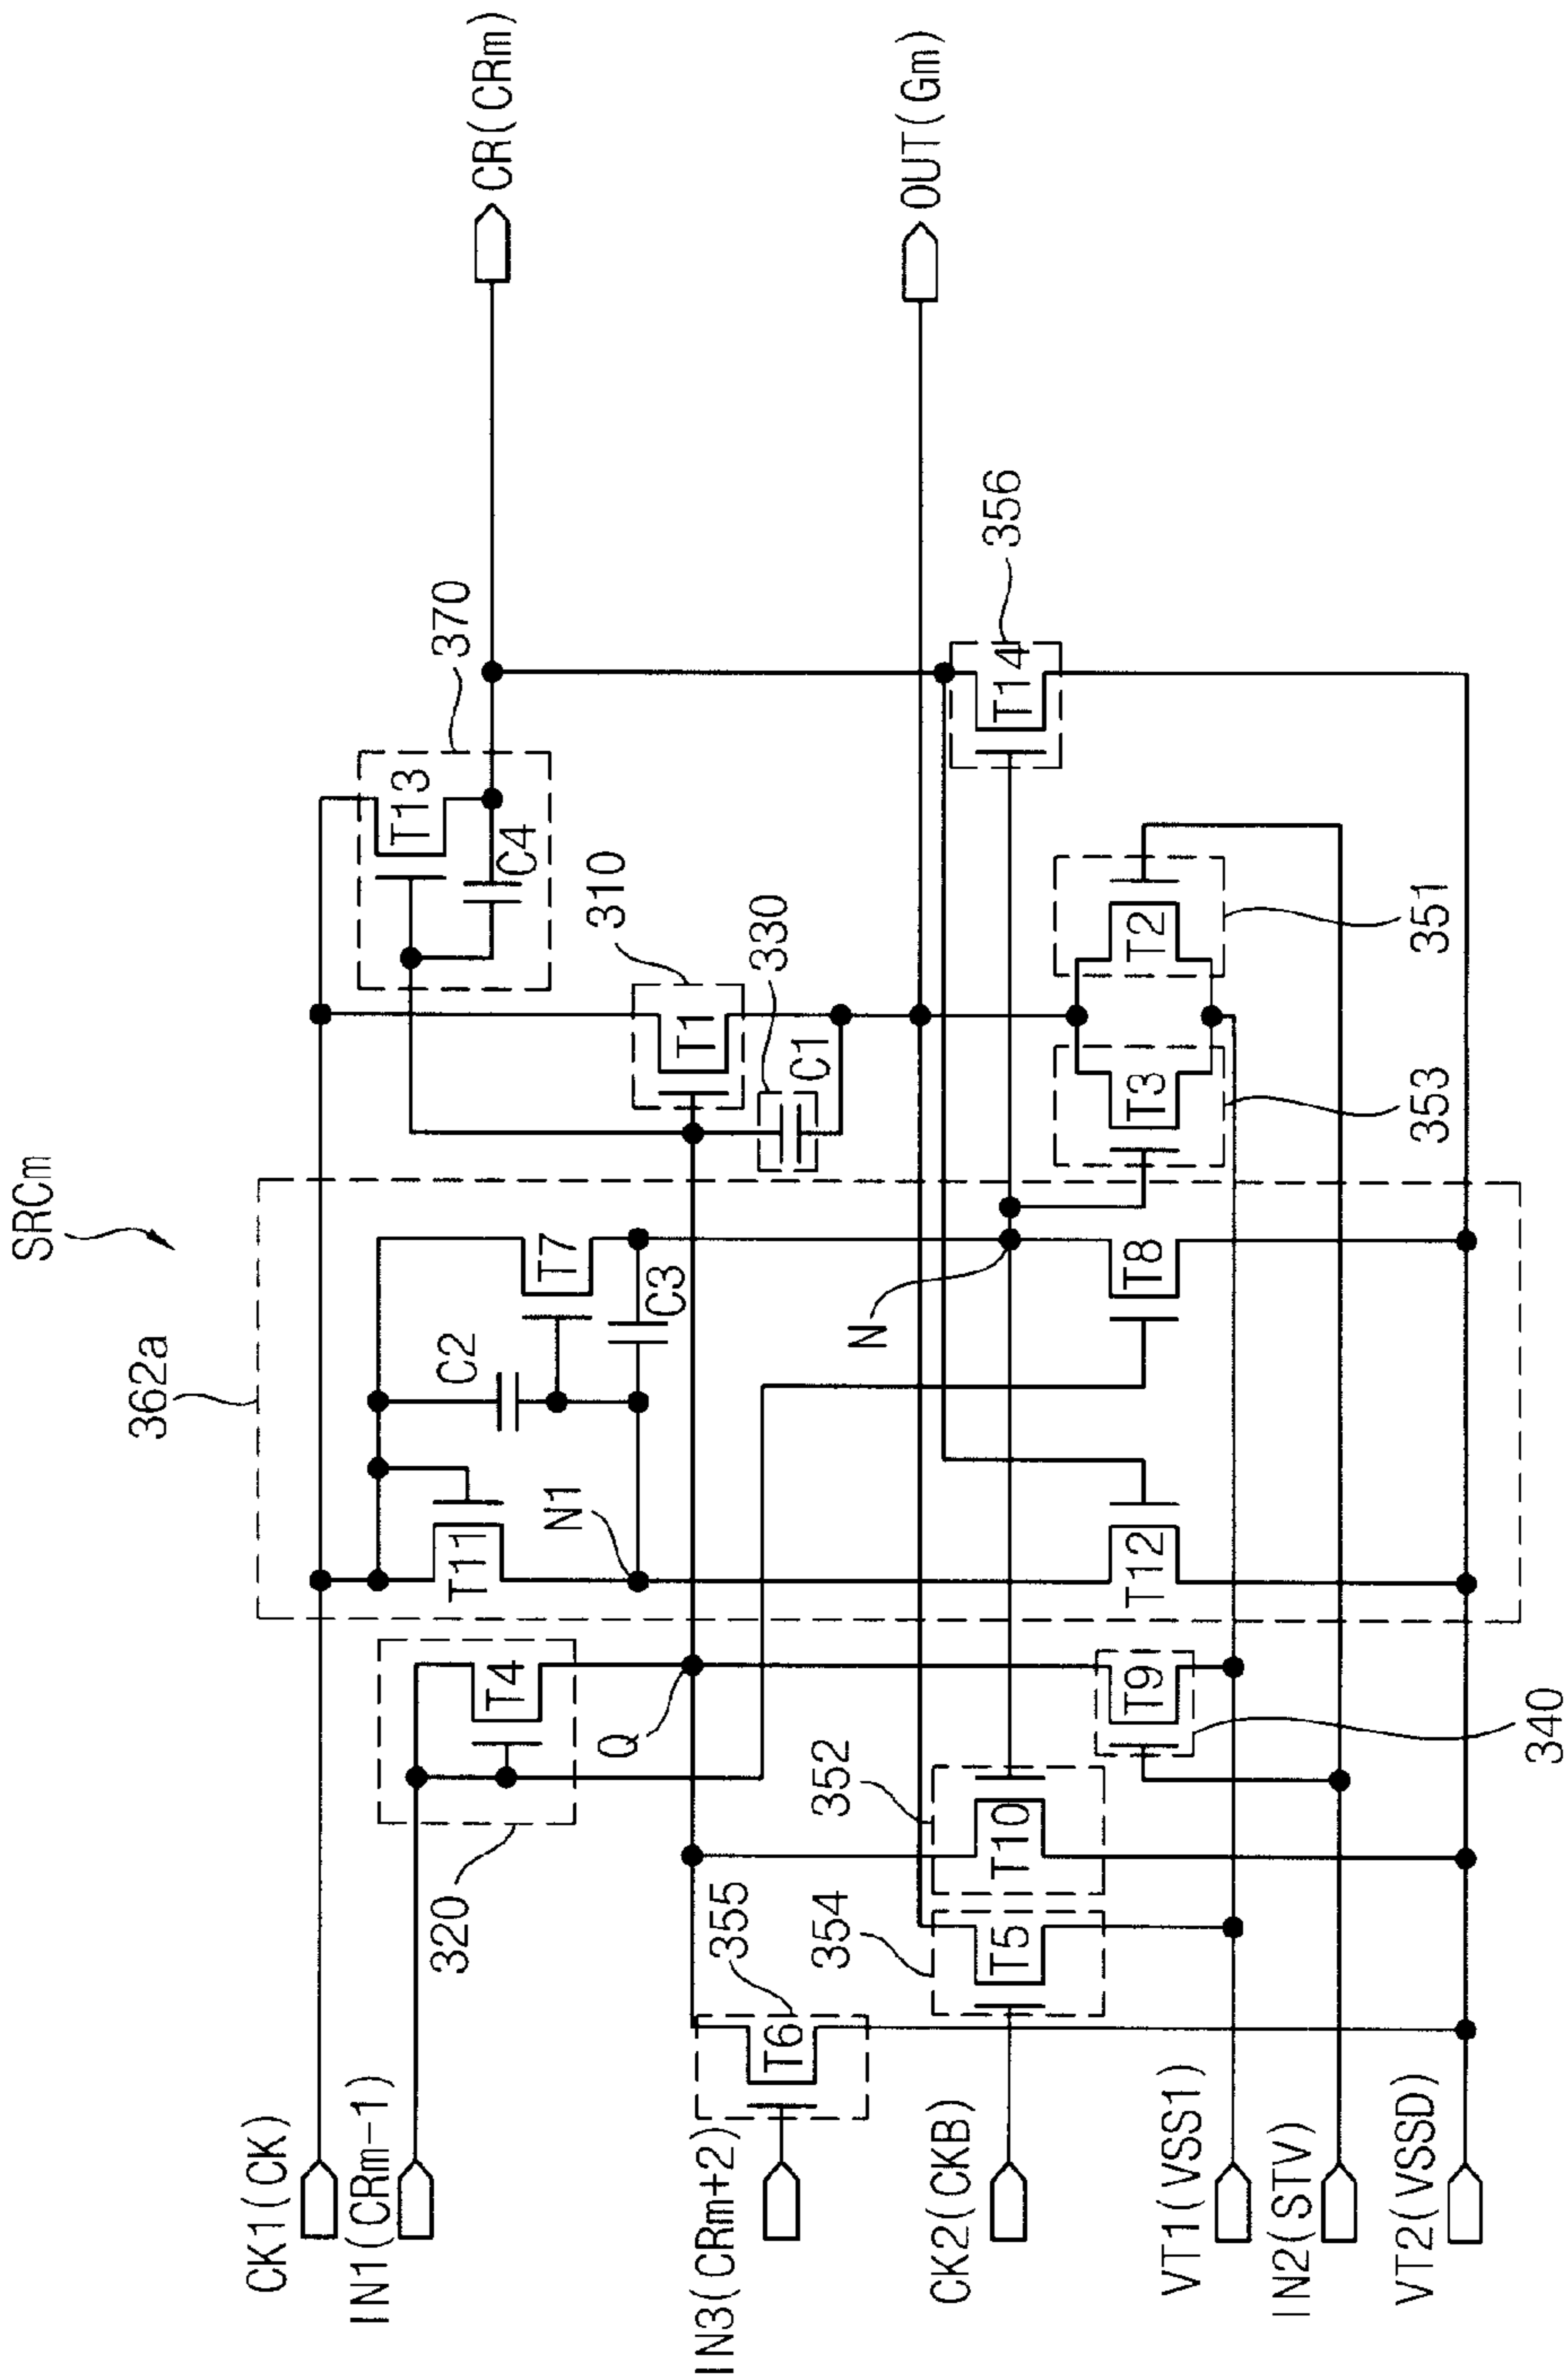 SRCm
362a
370
CR(CRm)
CK1(CK)
IN1(CRm-1)
320
T4
T11
C2
T7
N1
C3
T13
C4
310
T1
330
C1
Q
IN3(CRm+2)
355
T6
354
352
N
OUT(Gm)
356
CK2(CKB)
T5
T10
T14
VT1(VSS1)
T9
T12
T8
T3
T2
IN2(STV)
353
351
VT2(VSSD)
340